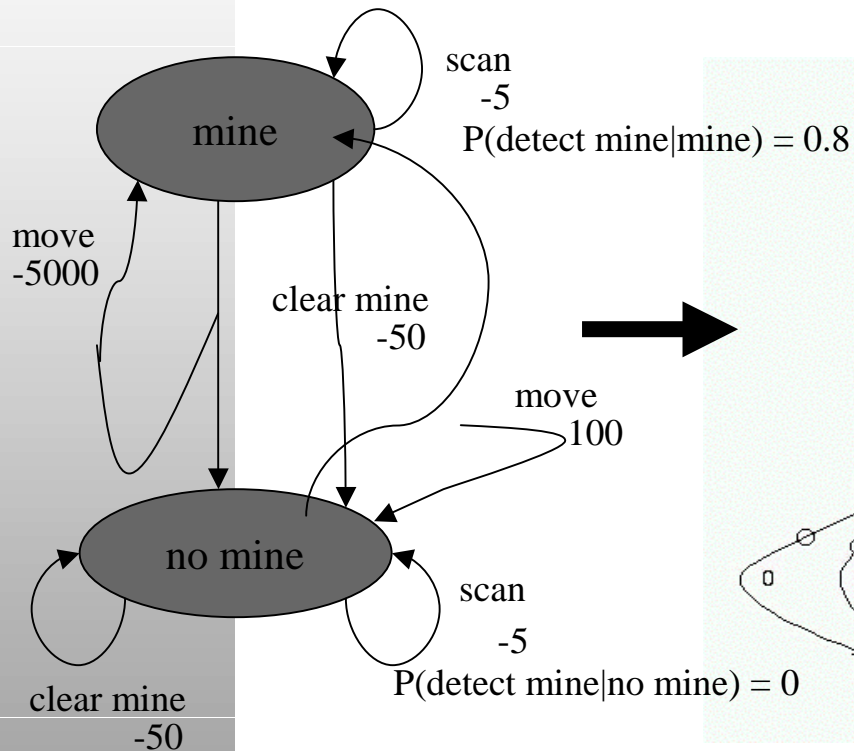 scan
-5
mine
P(detect mine|mine) = 0.8
move
-5000
clear mine
-50
move
100
no mine
scan
-5
P(detect mine|no mine) = 0
clear mine
-50
0